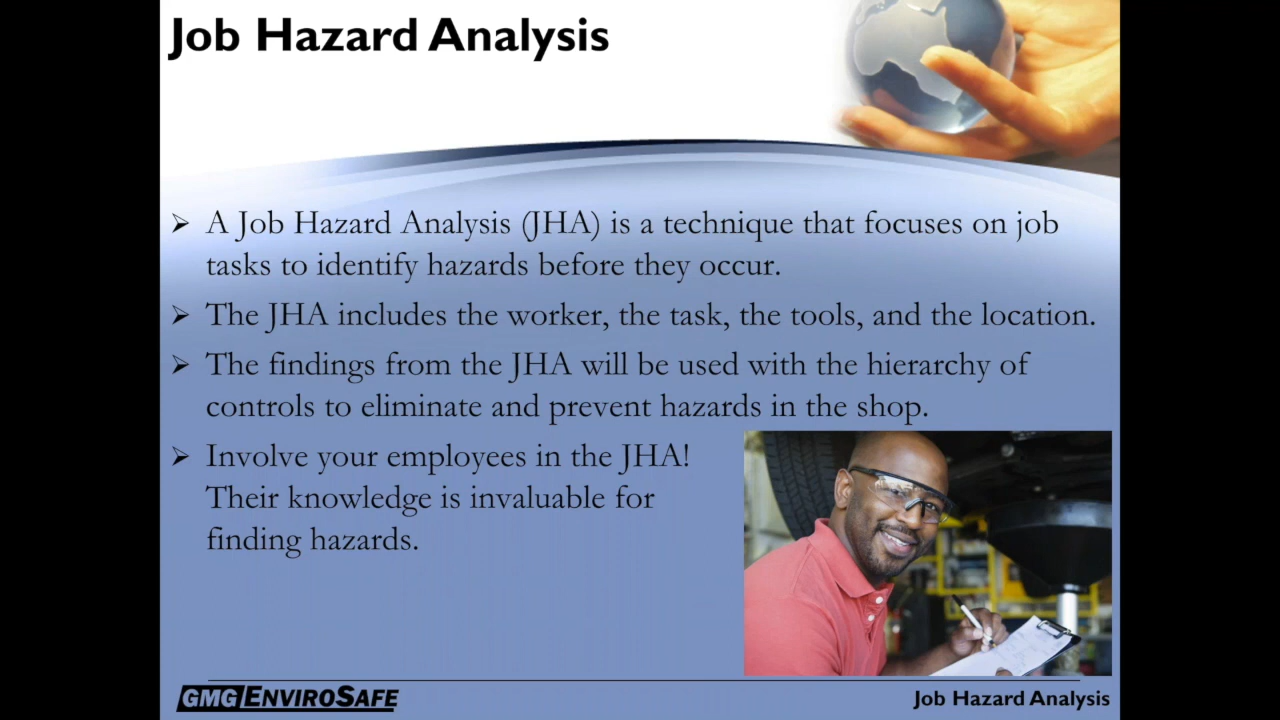 Job Hazard Analysis
➢ A Job Hazard Analysis (JHA) is a technique that focuses on job
tasks to identify hazards before they occur.
➢ The JHA includes the worker, the task, the tools, and the location.
➢ The findings from the JHA will be used with the hierarchy of
controls to eliminate and prevent hazards in the shop.
➢ Involve your employees in the JHA!
Their knowledge is invaluable for
finding hazards.
GMG ENVIROSAFE
Job Hazard Analysis